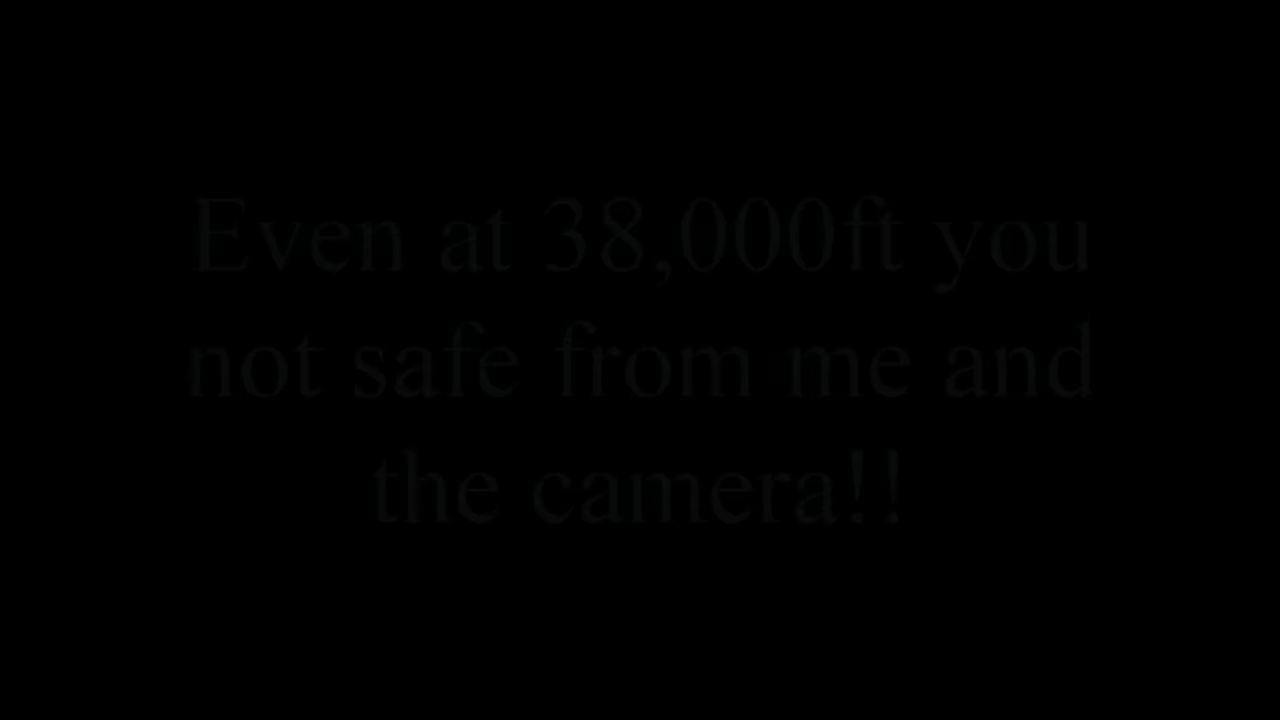 Even at 38,000ft you
not safe from me and
the camera!!